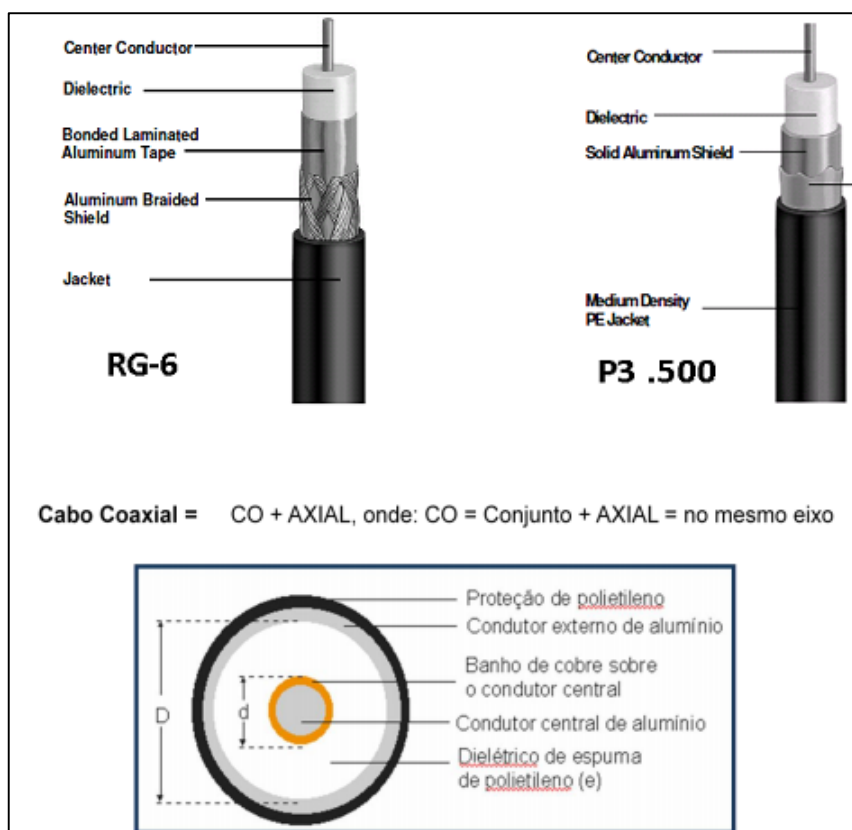 Center Conductor
Dielectric
Bonded Laminated
Aluminum Tape
Aluminum Braided
Shield
Jacket
RG-6
Center Conductor
Dielectric
Solid Aluminum Shield
Medium Density
PE Jacket
P3 .500
Cabo Coaxial = CO + AXIAL, onde: CO = Conjunto + AXIAL = no mesmo eixo
Proteção de polietileno
Condutor externo de alumínio
Banho de cobre sobre
o condutor central
Condutor central de alumínio
Dielétrico de espuma
de polietileno (e)
D
d